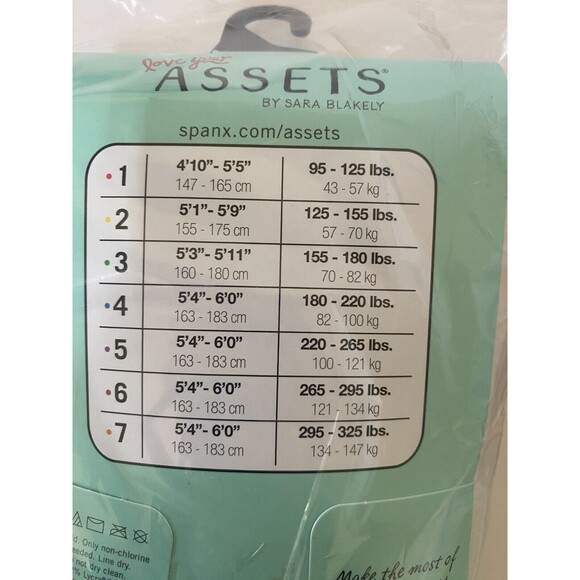 love your
ASSETS®
BY SARA BLAKELY
spanx.com/assets
1 4'10"- 5'5" 95 - 125 lbs.
147 - 165 cm 43 - 57 kg
2 5'1"- 5'9" 125 - 155 lbs.
155 - 175 cm 57 - 70 kg
3 5'3"- 5'11" 155 - 180 lbs.
160 - 180 cm 70 - 82 kg
4 5'4"- 6'0" 180 - 220 lbs.
163 - 183 cm 82 - 100 kg
5 5'4"- 6'0" 220 - 265 lbs.
163 - 183 cm 100 - 121 kg
6 5'4"- 6'0" 265 - 295 lbs.
163 - 183 cm 121 - 134 kg
7 5'4"- 6'0" 295 - 325 lbs.
163 - 183 cm 134 - 147 kg
Only non-chlorine
Line dry.
not dry clean.
Make the most of